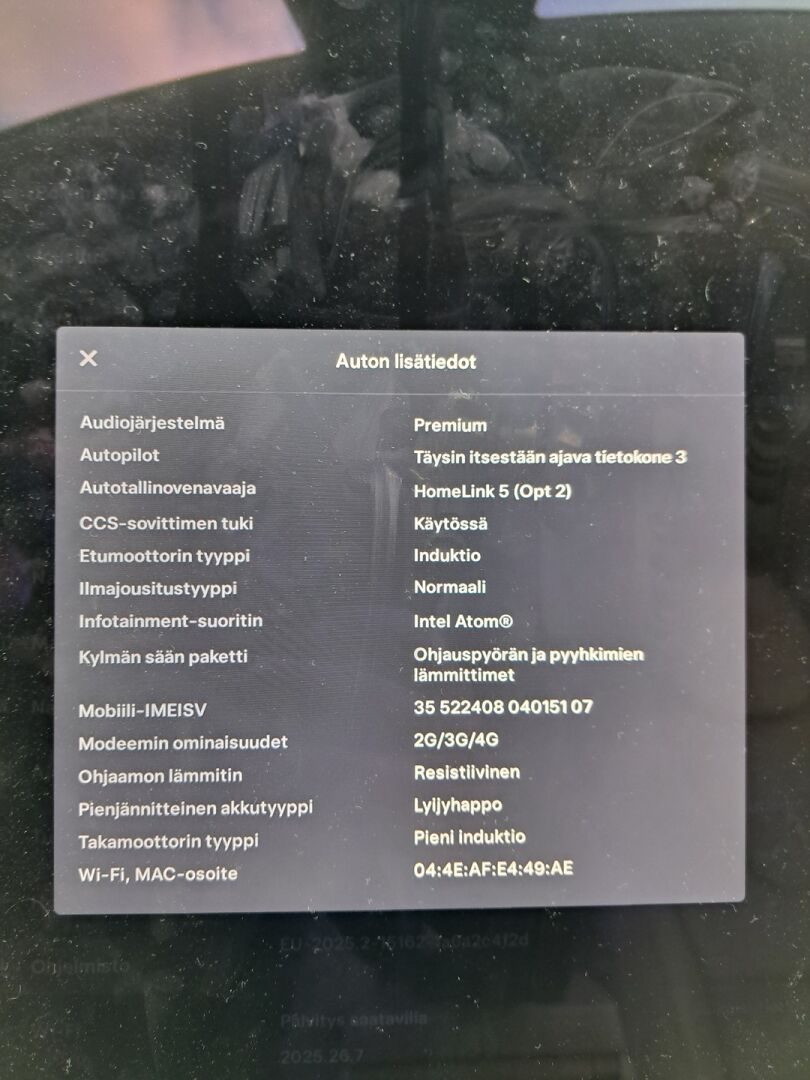 Auton lisätiedot
Audiojärjestelmä Premium
Autopilot Täysin itsestään ajava tietokone 3
Autotallinovenavaaja HomeLink 5 (Opt 2)
CCS-sovittimen tuki Käytössä
Etumoottorin tyyppi Induktio
Ilmajousitustyyppi Normaali
Infotainment-suoritin Intel Atom®
Kylmän sään paketti Ohjauspyörän ja pyyhkimien
lämmittimet
Mobiili-IMEISV 35 522408 040151 07
Modeemin ominaisuudet 2G/3G/4G
Ohjaamon lämmitin Resistiivinen
Pienjännitteinen akkutyyppi Lyijyhappo
Takamoottorin tyyppi Pieni induktio
Wi-Fi, MAC-osoite 04:4E:AF:E4:49:AE
Ohjelmisto
Päivitys saatavilla
2025.26.7